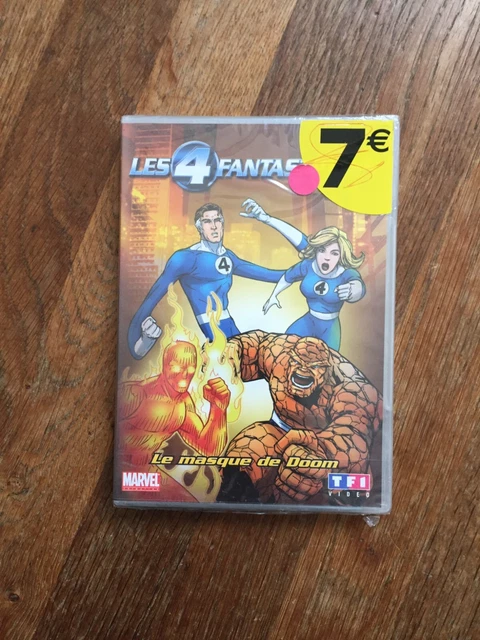 LES 4 FANTAS
7€
4
4
Le masque de Doom
MARVEL
TF1
VIDEO